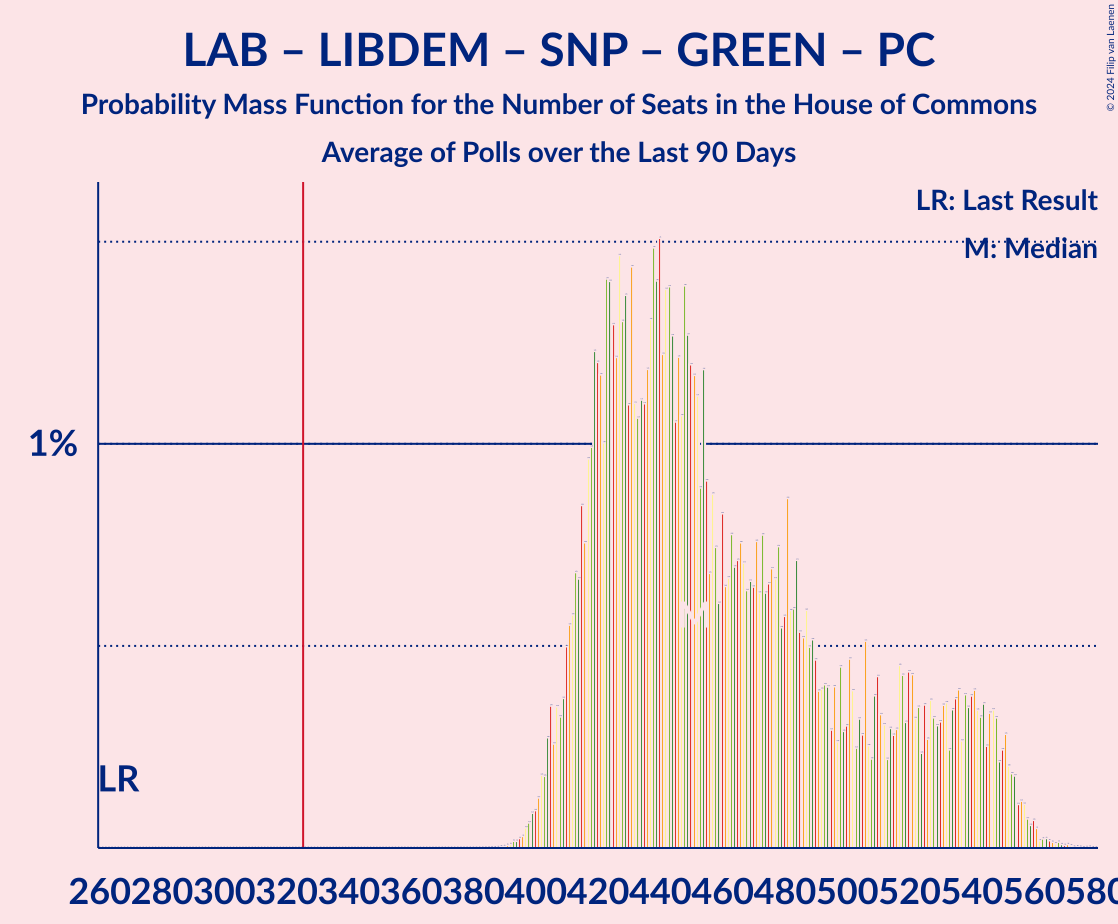 LAB – LIBDEM – SNP – GREEN – PC
Probability Mass Function for the Number of Seats in the House of Commons
Average of Polls over the Last 90 Days
© 2024 Filip van Laenen
LR: Last Result
M: Median
1%
M
LR
260 280 300 320 340 360 380 400 420 440 460 480 500 520 540 560 580